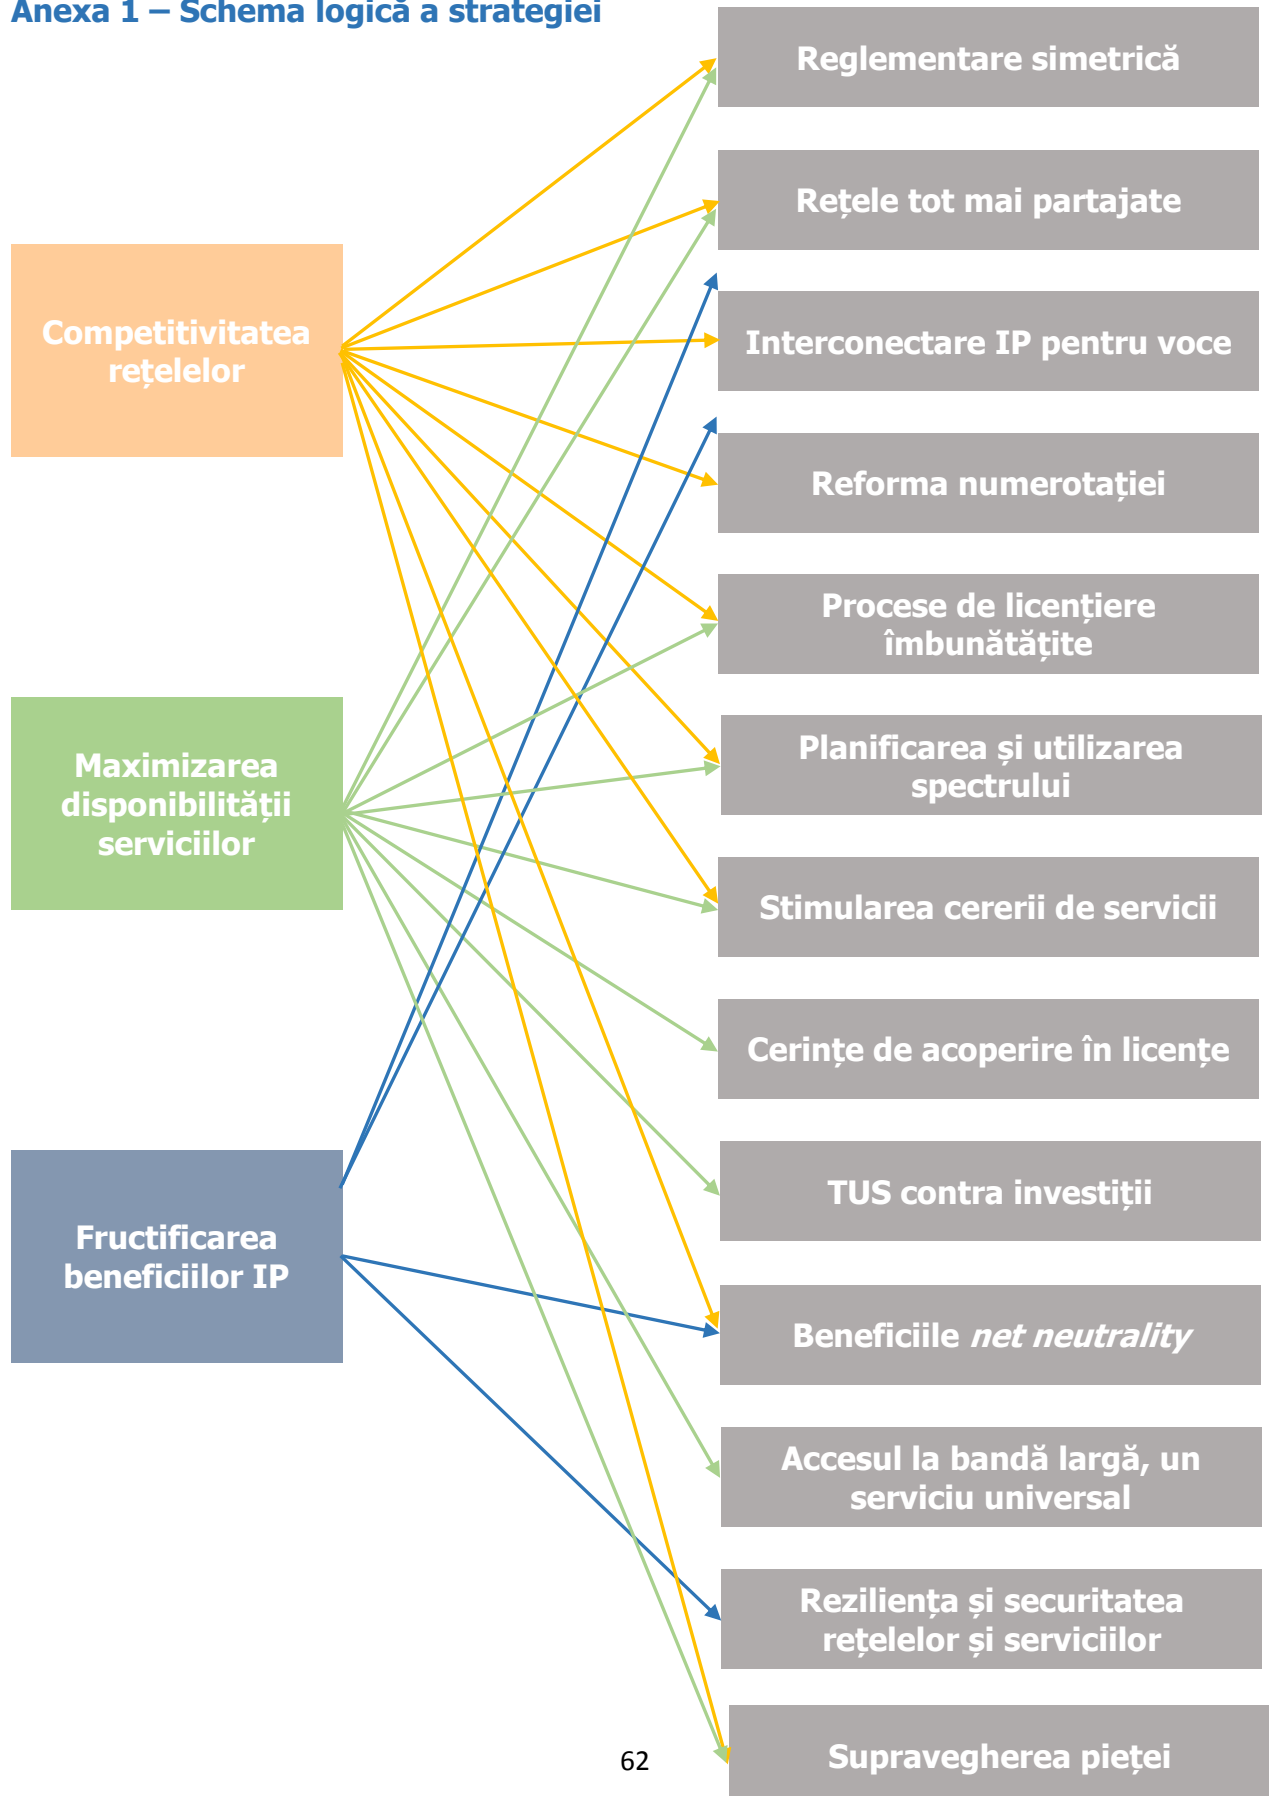 Anexa 1 – Schema logică a strategiei
Competitivitatea
rețelelor
Maximizarea
disponibilității
serviciilor
Fructificarea
beneficiilor IP
Reglementare simetrică
Rețele tot mai partajate
Interconectare IP pentru voce
Reforma numerotației
Procese de licențiere
îmbunătățite
Planificarea și utilizarea
spectrului
Stimularea cererii de servicii
Cerințe de acoperire în licențe
TUS contra investiții
Beneficiile net neutrality
Accesul la bandă largă, un
serviciu universal
Reziliența și securitatea
rețelelor și serviciilor
Supravegherea pieței
62